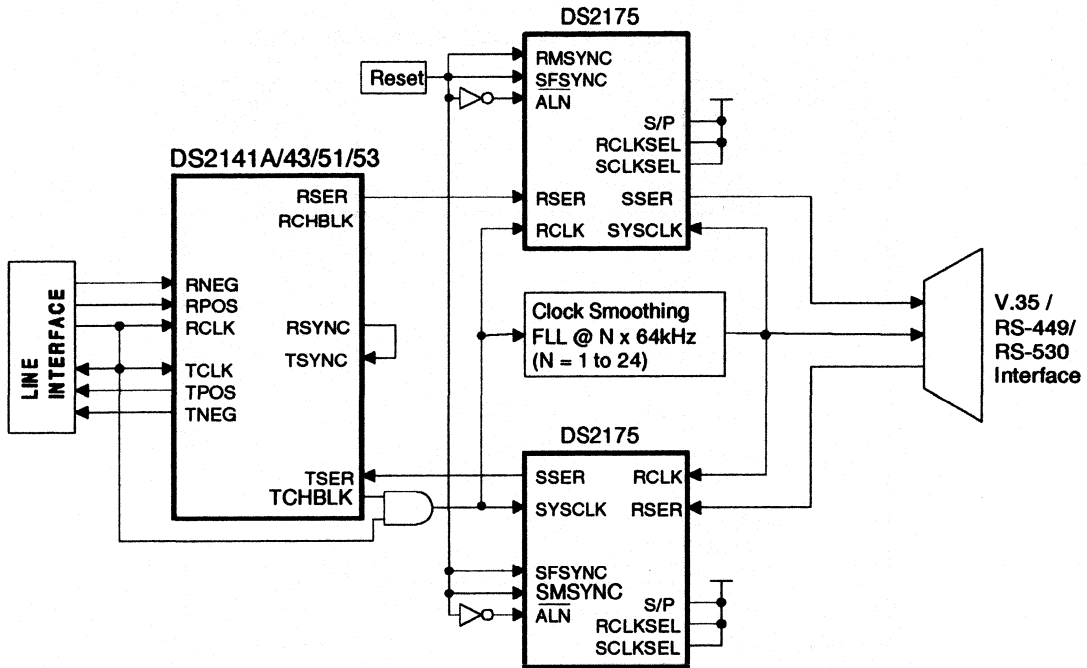 DS2175
Reset
RMSYNC
SFSYNC
ALN
S/P
RCLKSEL
SCLKSEL
RSER
SSER
RCLK
SYSCLK
DS2141A/43/51/53
RSER
RCHBLK
RNEG
RPOS
RCLK
RSYNC
TSYNC
TCLK
TPOS
TNEG
TSER
TCHBLK
LINE
INTERFACE
Clock Smoothing
FLL @ N x 64kHz
(N = 1 to 24)
V.35 /
RS-449/
RS-530
Interface
DS2175
SSER
RCLK
SYSCLK
RSER
SFSYNC
SMSYNC
ALN
S/P
RCLKSEL
SCLKSEL